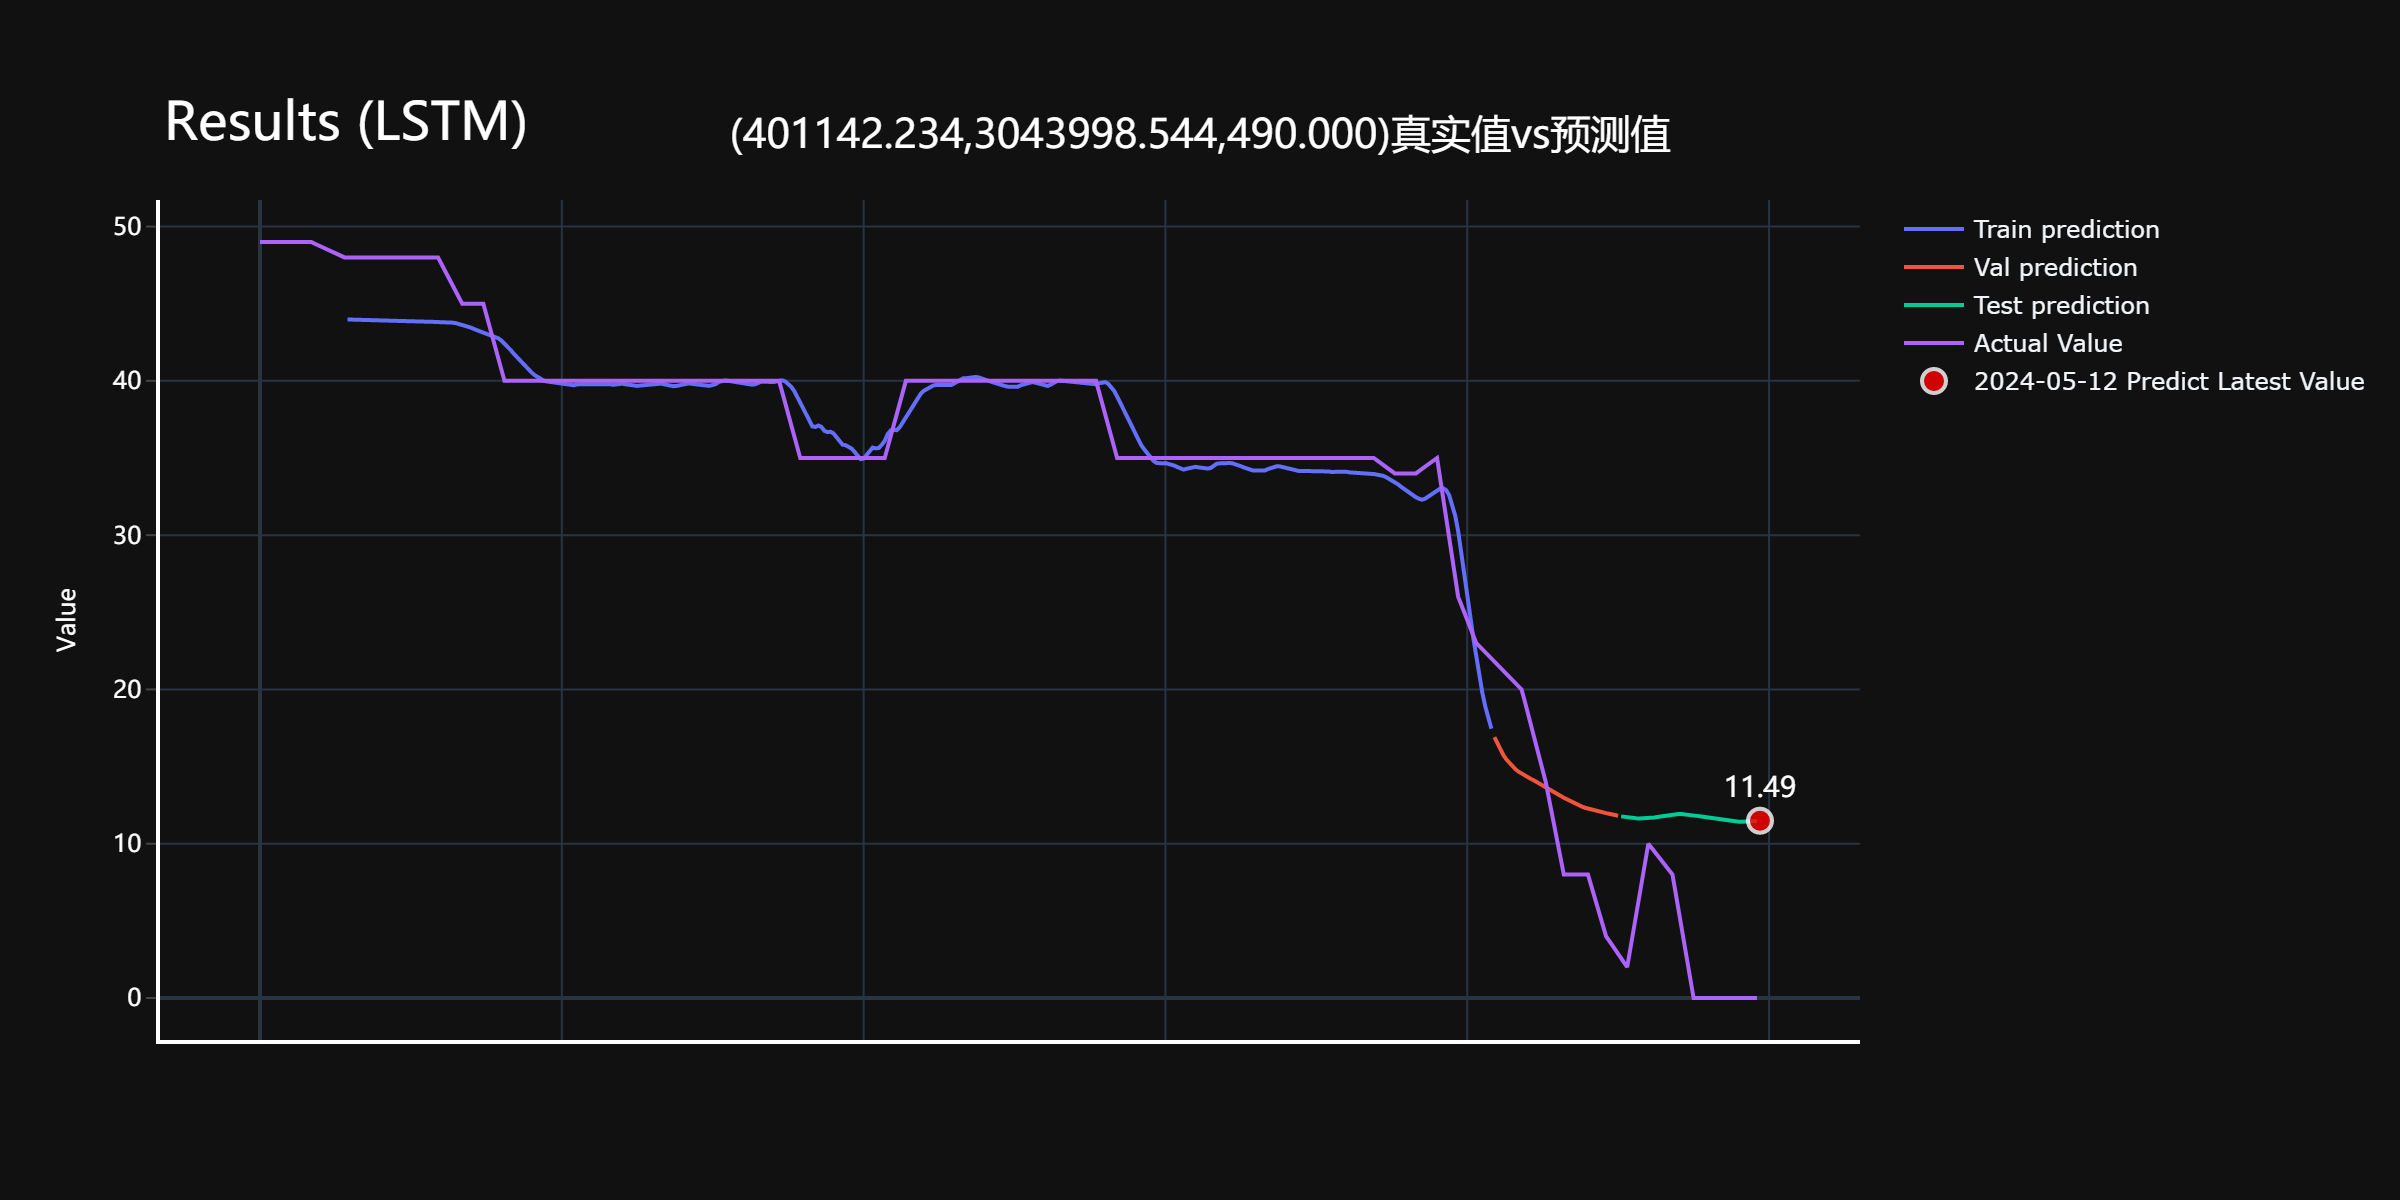 Results (LSTM)
(401142.234,3043998.544,490.000)真实值vs预测值
50
40
30
20
10
0
Value
11.49
Train prediction
Val prediction
Test prediction
Actual Value
2024-05-12 Predict Latest Value